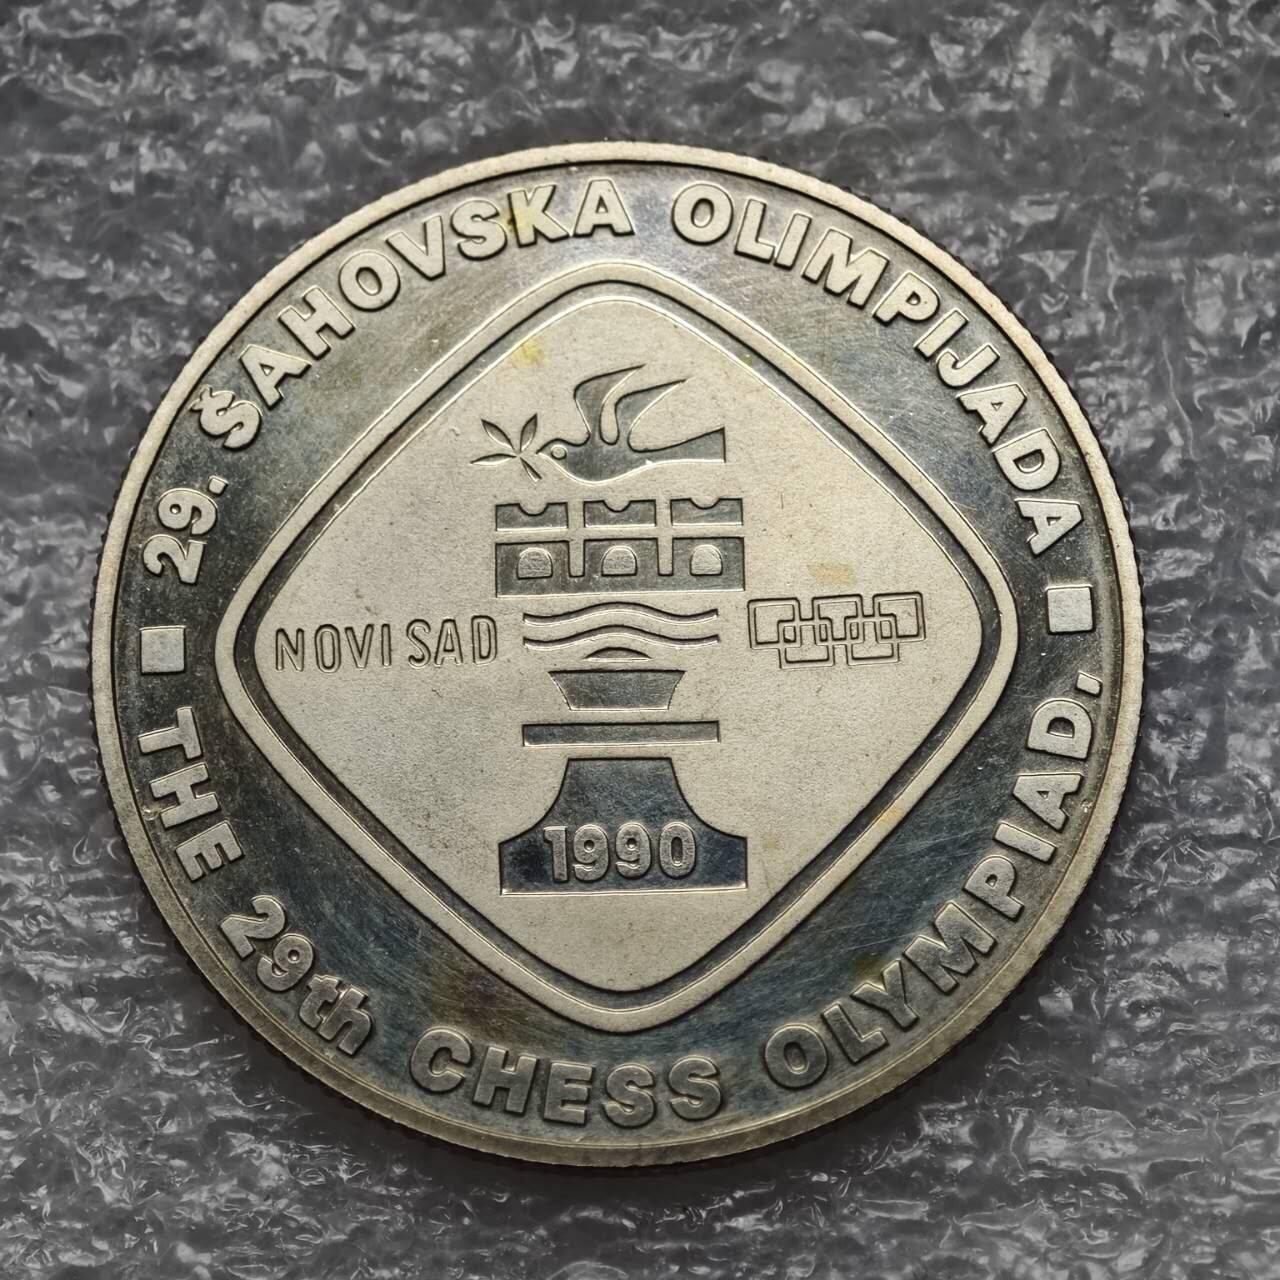 29. ŠAHOVSKA OLIMPIJADA
NOVI SAD
1990
THE 29th CHESS OLYMPIAD,